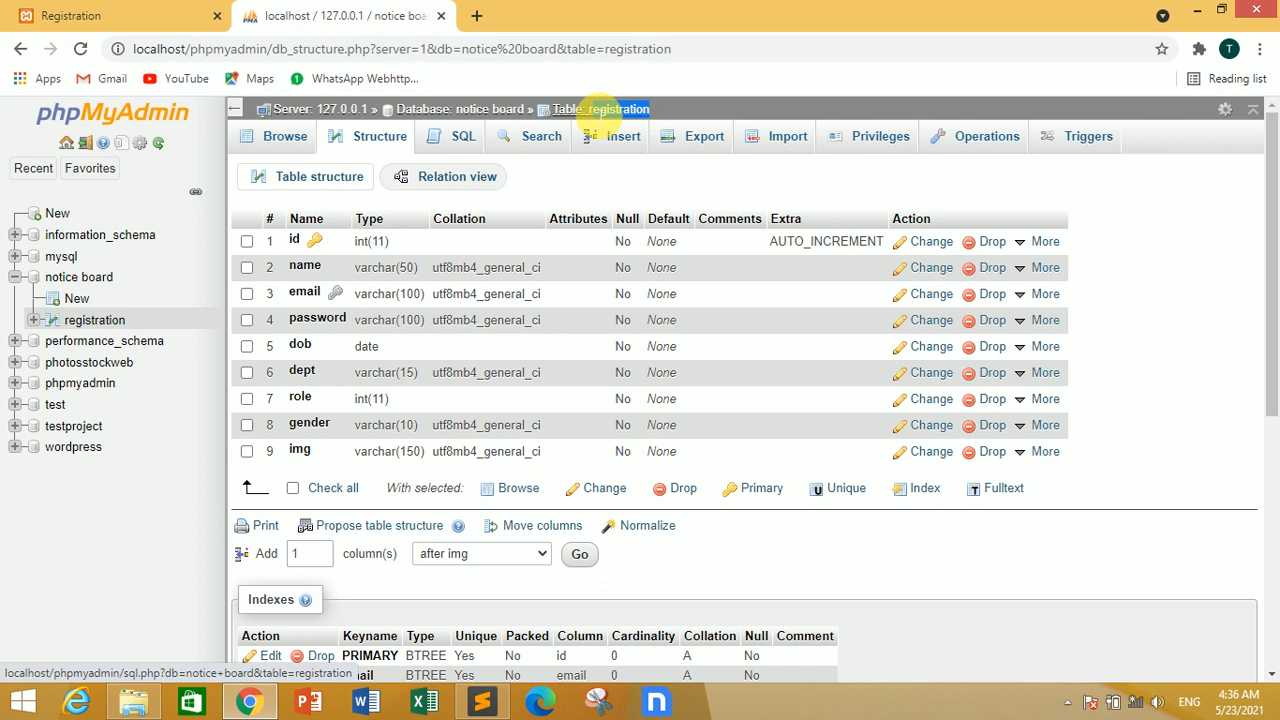 Registration
localhost / 127.0.0.1 / notice boa
localhost/phpmyadmin/db_structure.php?server=1&db=notice%20board&table=registration
T
Apps Gmail YouTube Maps WhatsApp Webhttp... Reading list
phpMyAdmin
Recent Favorites
New
information_schema
mysql
notice board
New
registration
performance_schema
photosstockweb
phpmyadmin
test
testproject
wordpress
Server: 127.0.0.1 » Database: notice board » Table: registration
Browse Structure SQL Search Insert Export Import Privileges Operations Triggers
Table structure Relation view
# Name Type Collation Attributes Null Default Comments Extra Action
1 id int(11) No None AUTO_INCREMENT Change Drop More
2 name varchar(50) utf8mb4_general_ci No None Change Drop More
3 email varchar(100) utf8mb4_general_ci No None Change Drop More
4 password varchar(100) utf8mb4_general_ci No None Change Drop More
5 dob date No None Change Drop More
6 dept varchar(15) utf8mb4_general_ci No None Change Drop More
7 role int(11) No None Change Drop More
8 gender varchar(10) utf8mb4_general_ci No None Change Drop More
9 img varchar(150) utf8mb4_general_ci No None Change Drop More
Check all With selected: Browse Change Drop Primary Unique Index Fulltext
Print Propose table structure Move columns Normalize
Add 1 column(s) after img Go
Indexes
Action Keyname Type Unique Packed Column Cardinality Collation Null Comment
Edit Drop PRIMARY BTREE Yes No id 0 A No
BTREE Yes No email 0 A No
localhost/phpmyadmin/sql.php?db=notice+board&table=registration
ENG
4:36 AM
5/23/2021